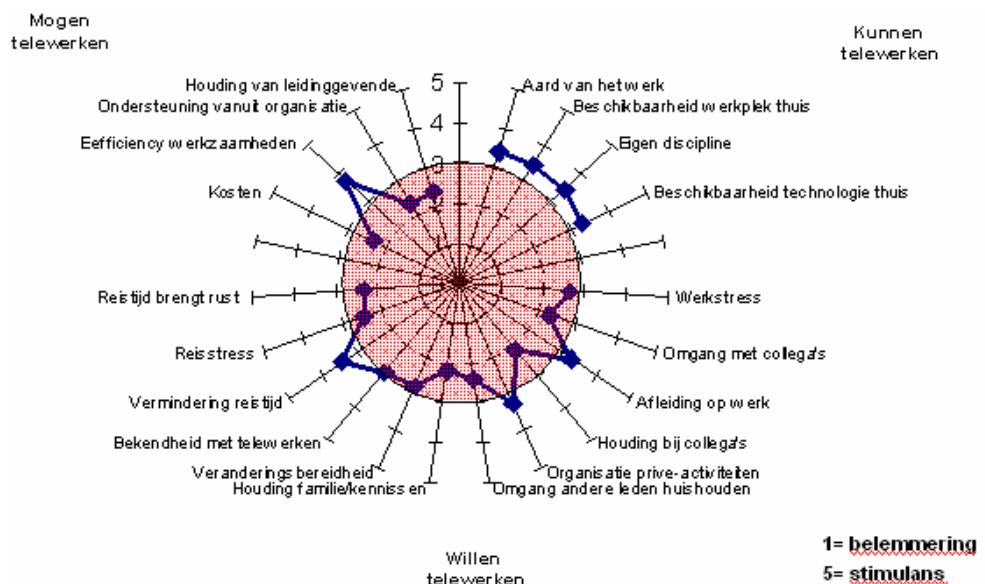 Mogen
telewerken
Kunnen
telewerken
Houding van leidinggevende
Ondersteuning vanuit organisatie
Eefficiency werkzaamheden
Kosten
Reistijd brengt rust
Reisstress
Vermindering reistijd
Bekendheid met telewerken
Veranderingsbereidheid
Houding familie/kennissen
5
4
3
2
1
Aard van het werk
Beschikbaarheid werkplek thuis
Eigen discipline
Beschikbaarheid technologie thuis
Werkstress
Omgang met collega's
Afleiding op werk
Houding bij collega's
Organisatie prive-activiteiten
Omgang andere leden huishouden
Willen
telewerken
1= belemmering
5= stimulans